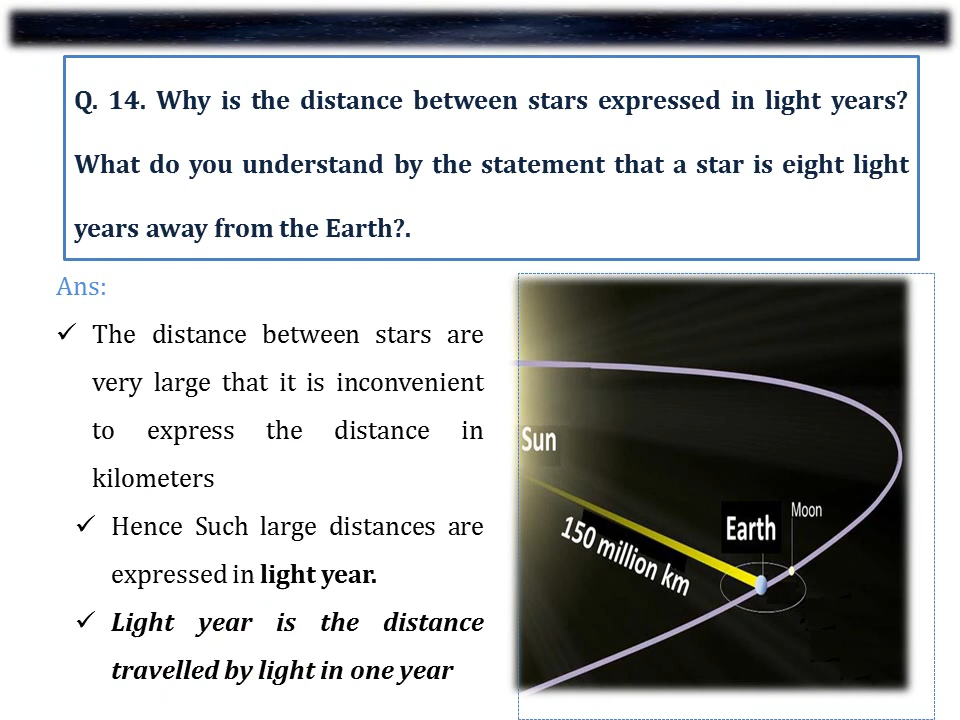 Q. 14. Why is the distance between stars expressed in light years?
What do you understand by the statement that a star is eight light
years away from the Earth?.
Ans:
✓ The distance between stars are
very large that it is inconvenient
to express the distance in
kilometers
✓ Hence Such large distances are
expressed in light year.
✓ Light year is the distance
travelled by light in one year
Sun
Earth
Moon
150 million km